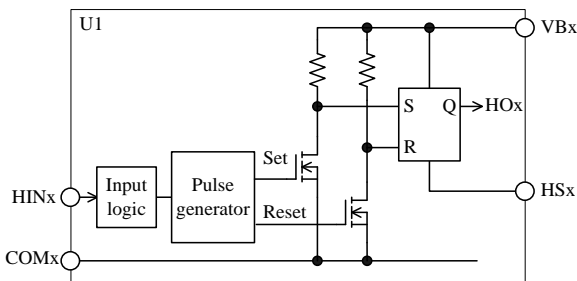 U1
VBx
S
Q
HOx
R
Set
Input
logic
Pulse
generator
HINx
HSx
Reset
COMx